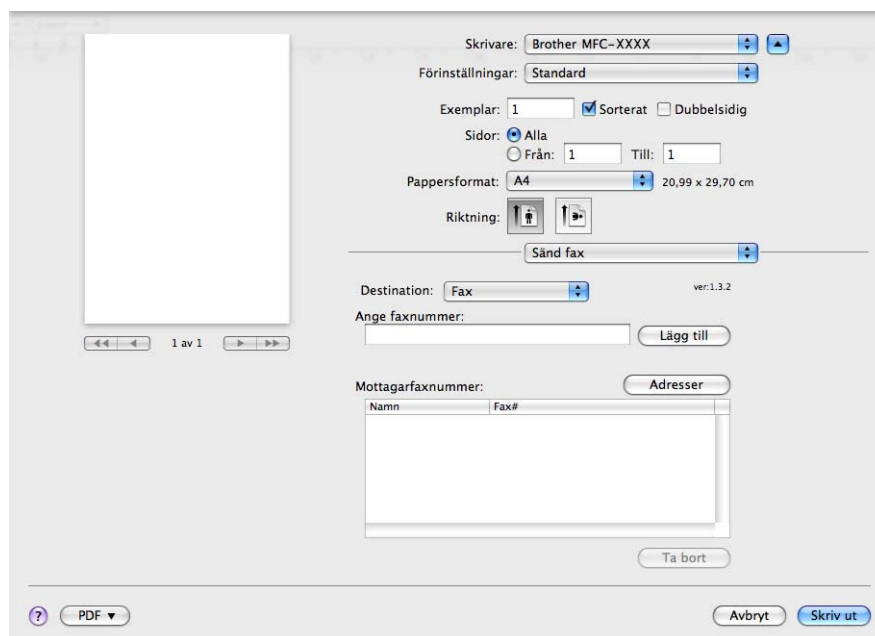 Skrivare: Brother MFC-XXXX
Förinställningar: Standard
Exemplar: 1 Sorterat Dubbelsidig
Sidor: Alla
Från: 1 Till: 1
Pappersformat: A4 20,99 x 29,70 cm
Riktning:
Sänd fax
Destination: Fax ver:1.3.2
Ange faxnummer:
Lägg till
1 av 1
Mottagarfaxnummer: Adresser
Namn Fax#
Ta bort
? PDF ▼ Avbryt Skriv ut